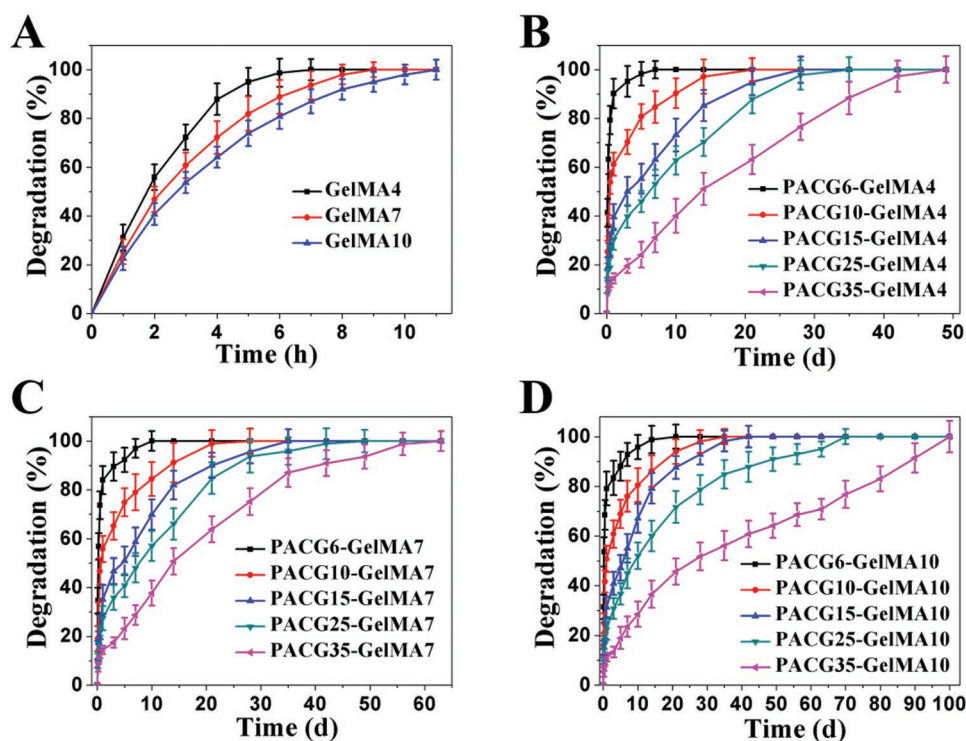 A
Degradation (%)
100
80
60
40
20
0
GelMA4
GelMA7
GelMA10
0 2 4 6 8 10
Time (h)
B
Degradation (%)
100
80
60
40
20
0
PACG6-GelMA4
PACG10-GelMA4
PACG15-GelMA4
PACG25-GelMA4
PACG35-GelMA4
0 10 20 30 40 50
Time (d)
C
Degradation (%)
100
80
60
40
20
0
PACG6-GelMA7
PACG10-GelMA7
PACG15-GelMA7
PACG25-GelMA7
PACG35-GelMA7
0 10 20 30 40 50 60
Time (d)
D
Degradation (%)
100
80
60
40
20
0
PACG6-GelMA10
PACG10-GelMA10
PACG15-GelMA10
PACG25-GelMA10
PACG35-GelMA10
0 10 20 30 40 50 60 70 80 90 100
Time (d)